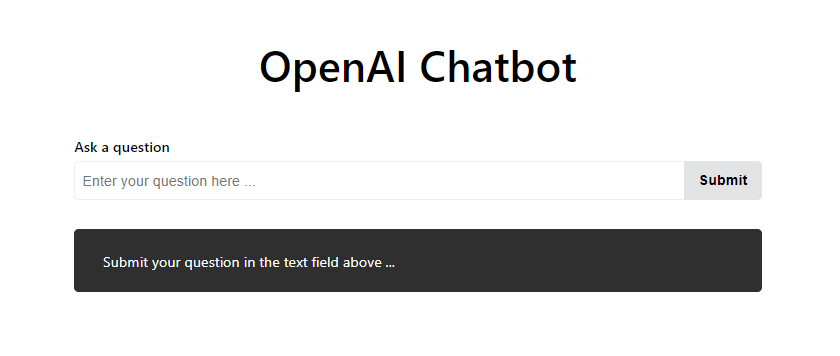 OpenAI Chatbot
Ask a question
Enter your question here ...
Submit
Submit your question in the text field above ...